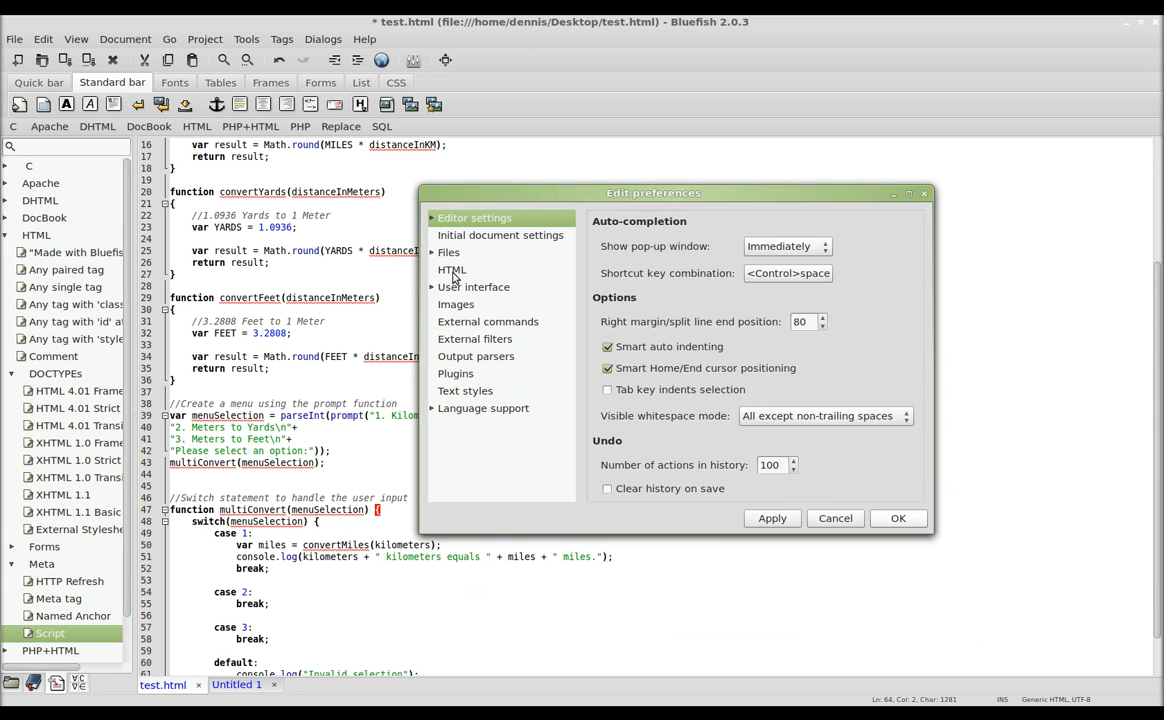 * test.html (file:///home/dennis/Desktop/test.html) - Bluefish 2.0.3
File Edit View Document Go Project Tools Tags Dialogs Help
Quick bar Standard bar Fonts Tables Frames Forms List CSS
C Apache DHTML DocBook HTML PHP+HTML PHP Replace SQL
C
Apache
DHTML
DocBook
HTML
"Made with Bluefis
Any paired tag
Any single tag
Any tag with 'clas
Any tag with 'id' a
Any tag with 'style
Comment
DOCTYPEs
HTML 4.01 Frame
HTML 4.01 Strict
HTML 4.01 Transi
XHTML 1.0 Frame
XHTML 1.0 Strict
XHTML 1.0 Transi
XHTML 1.1
XHTML 1.1 Basic
External Styleshe
Forms
Meta
HTTP Refresh
Meta tag
Named Anchor
Script
PHP+HTML
16 var result = Math.round(MILES * distanceInKM);
17 return result;
18 }
19
20 function convertYards(distanceInMeters)
21 {
22 //1.0936 Yards to 1 Meter
23 var YARDS = 1.0936;
24
25 var result = Math.round(YARDS * distanceI
26 return result;
27 }
28
29 function convertFeet(distanceInMeters)
30 {
31 //3.2808 Feet to 1 Meter
32 var FEET = 3.2808;
33
34 var result = Math.round(FEET * distanceIn
35 return result;
36 }
37
38 //Create a menu using the prompt function
39 var menuSelection = parseInt(prompt("1. Kilom
40 "2. Meters to Yards\n"+
41 "3. Meters to Feet\n"+
42 "Please select an option:"));
43 multiConvert(menuSelection);
44
45
46 //Switch statement to handle the user input
47 function multiConvert(menuSelection) {
48 switch(menuSelection) {
49 case 1:
50 var miles = convertMiles(kilometers);
51 console.log(kilometers + " kilometers equals " + miles + " miles.");
52 break;
53
54 case 2:
55 break;
56
57 case 3:
58 break;
59
60 default:
61 console.log("Invalid selection");
Edit preferences
Editor settings
Initial document settings
Files
HTML
User interface
Images
External commands
External filters
Output parsers
Plugins
Text styles
Language support
Auto-completion
Show pop-up window: Immediately
Shortcut key combination: <Control>space
Options
Right margin/split line end position: 80
Smart auto indenting
Smart Home/End cursor positioning
Tab key indents selection
Visible whitespace mode: All except non-trailing spaces
Undo
Number of actions in history: 100
Clear history on save
Apply Cancel OK
test.html Untitled 1
Ln: 64, Col: 2, Char: 1281 INS Generic HTML, UTF-8